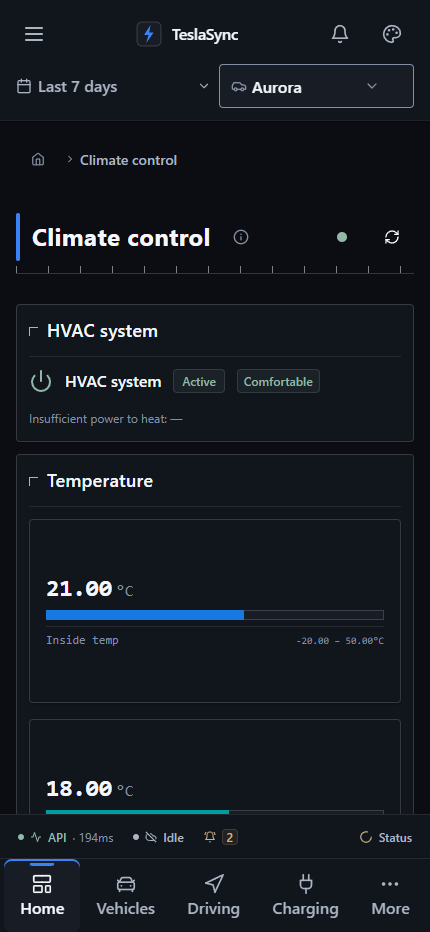 TeslaSync
Last 7 days
Aurora
Climate control
Climate control
HVAC system
HVAC system Active Comfortable
Insufficient power to heat: —
Temperature
21.00 °C
Inside temp -20.00 – 50.00°C
18.00 °C
API · 194ms Idle 2 Status
Home Vehicles Driving Charging More